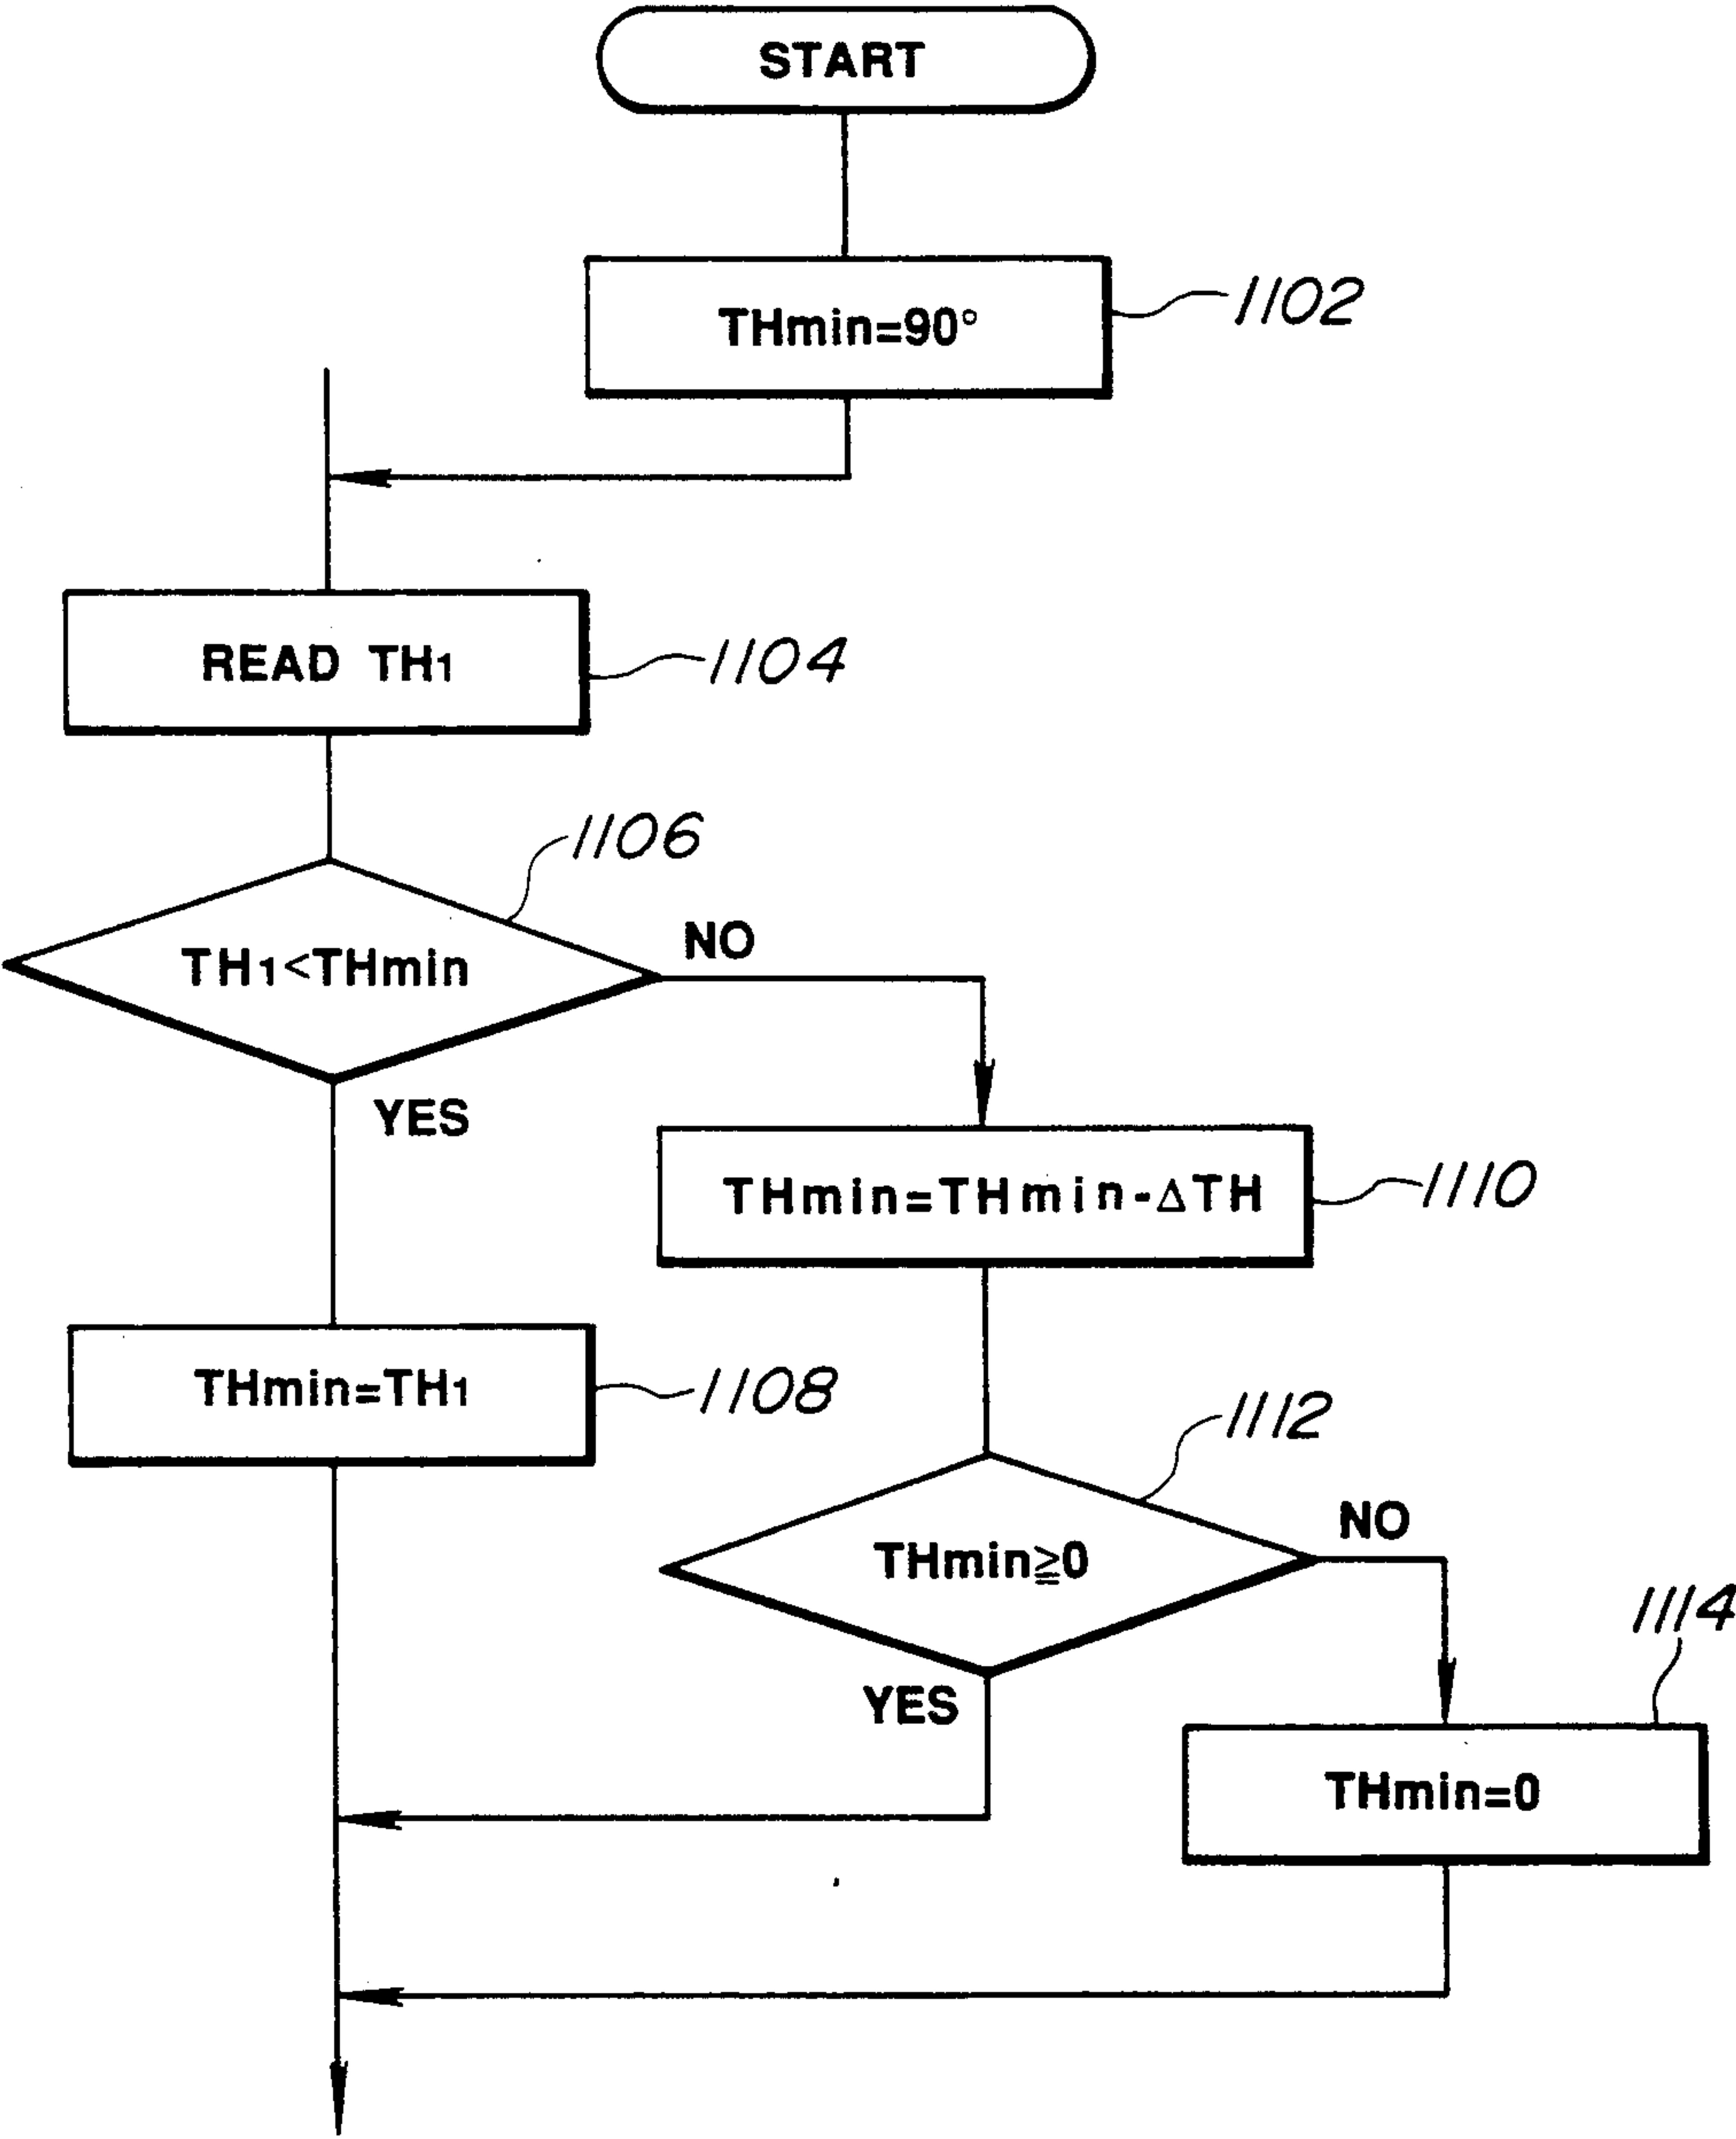 START
THmin=90°
1102
READ TH1
1104
1106
TH1<THmin
NO
YES
THmin=THmin-ΔTH
1110
THmin=TH1
1108
1112
THmin≧0
NO
YES
1114
THmin=0